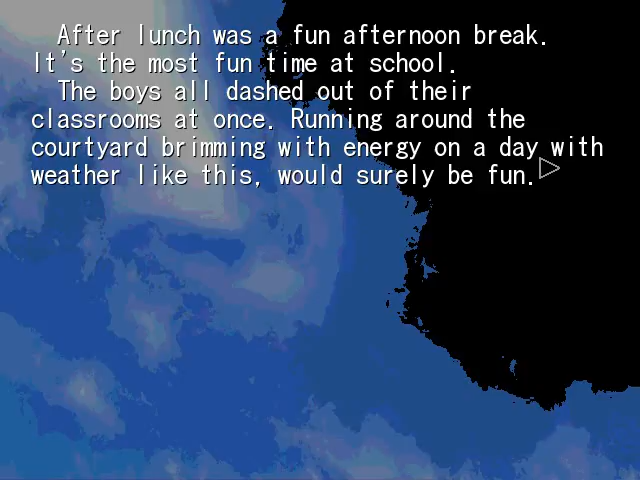 After lunch was a fun afternoon break.
It's the most fun time at school.
The boys all dashed out of their
classrooms at once. Running around the
courtyard brimming with energy on a day with
weather like this, would surely be fun.